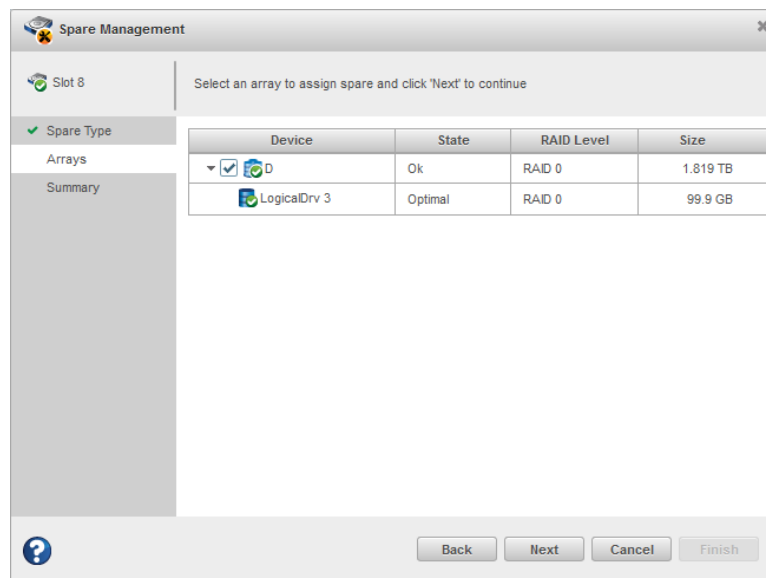 Spare Management
Slot 8
Select an array to assign spare and click 'Next' to continue
Spare Type
Arrays
Summary
Device State RAID Level Size
D Ok RAID 0 1.819 TB
LogicalDrv 3 Optimal RAID 0 99.9 GB
Back Next Cancel Finish